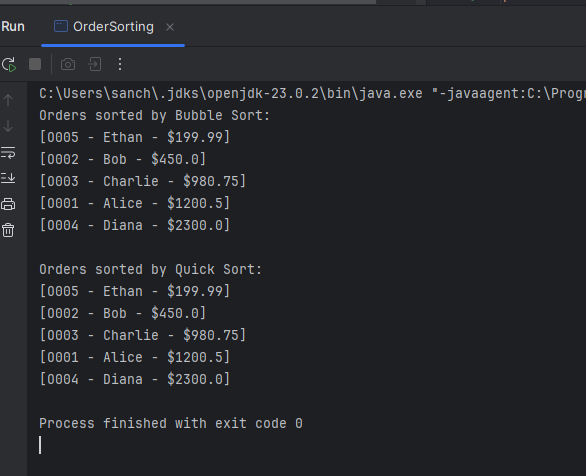 Run OrderSorting
C:\Users\sanch\.jdks\openjdk-23.0.2\bin\java.exe "-javaagent:C:\Prog
Orders sorted by Bubble Sort:
[O005 - Ethan - $199.99]
[O002 - Bob - $450.0]
[O003 - Charlie - $980.75]
[O001 - Alice - $1200.5]
[O004 - Diana - $2300.0]
Orders sorted by Quick Sort:
[O005 - Ethan - $199.99]
[O002 - Bob - $450.0]
[O003 - Charlie - $980.75]
[O001 - Alice - $1200.5]
[O004 - Diana - $2300.0]
Process finished with exit code 0